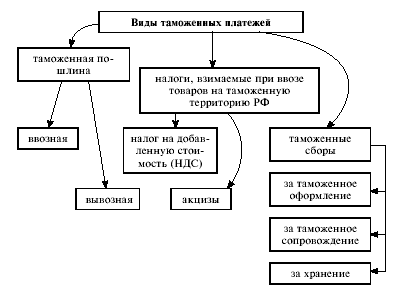 Виды таможенных платежей
таможенная по-
шлина
налоги, взимаемые при ввозе
товаров на таможенную
территорию РФ
ввозная
налог на добав-
ленную стои-
мость (НДС)
таможенные
сборы
вывозная
акцизы
за таможенное
оформление
за таможенное
сопровождение
за хранение